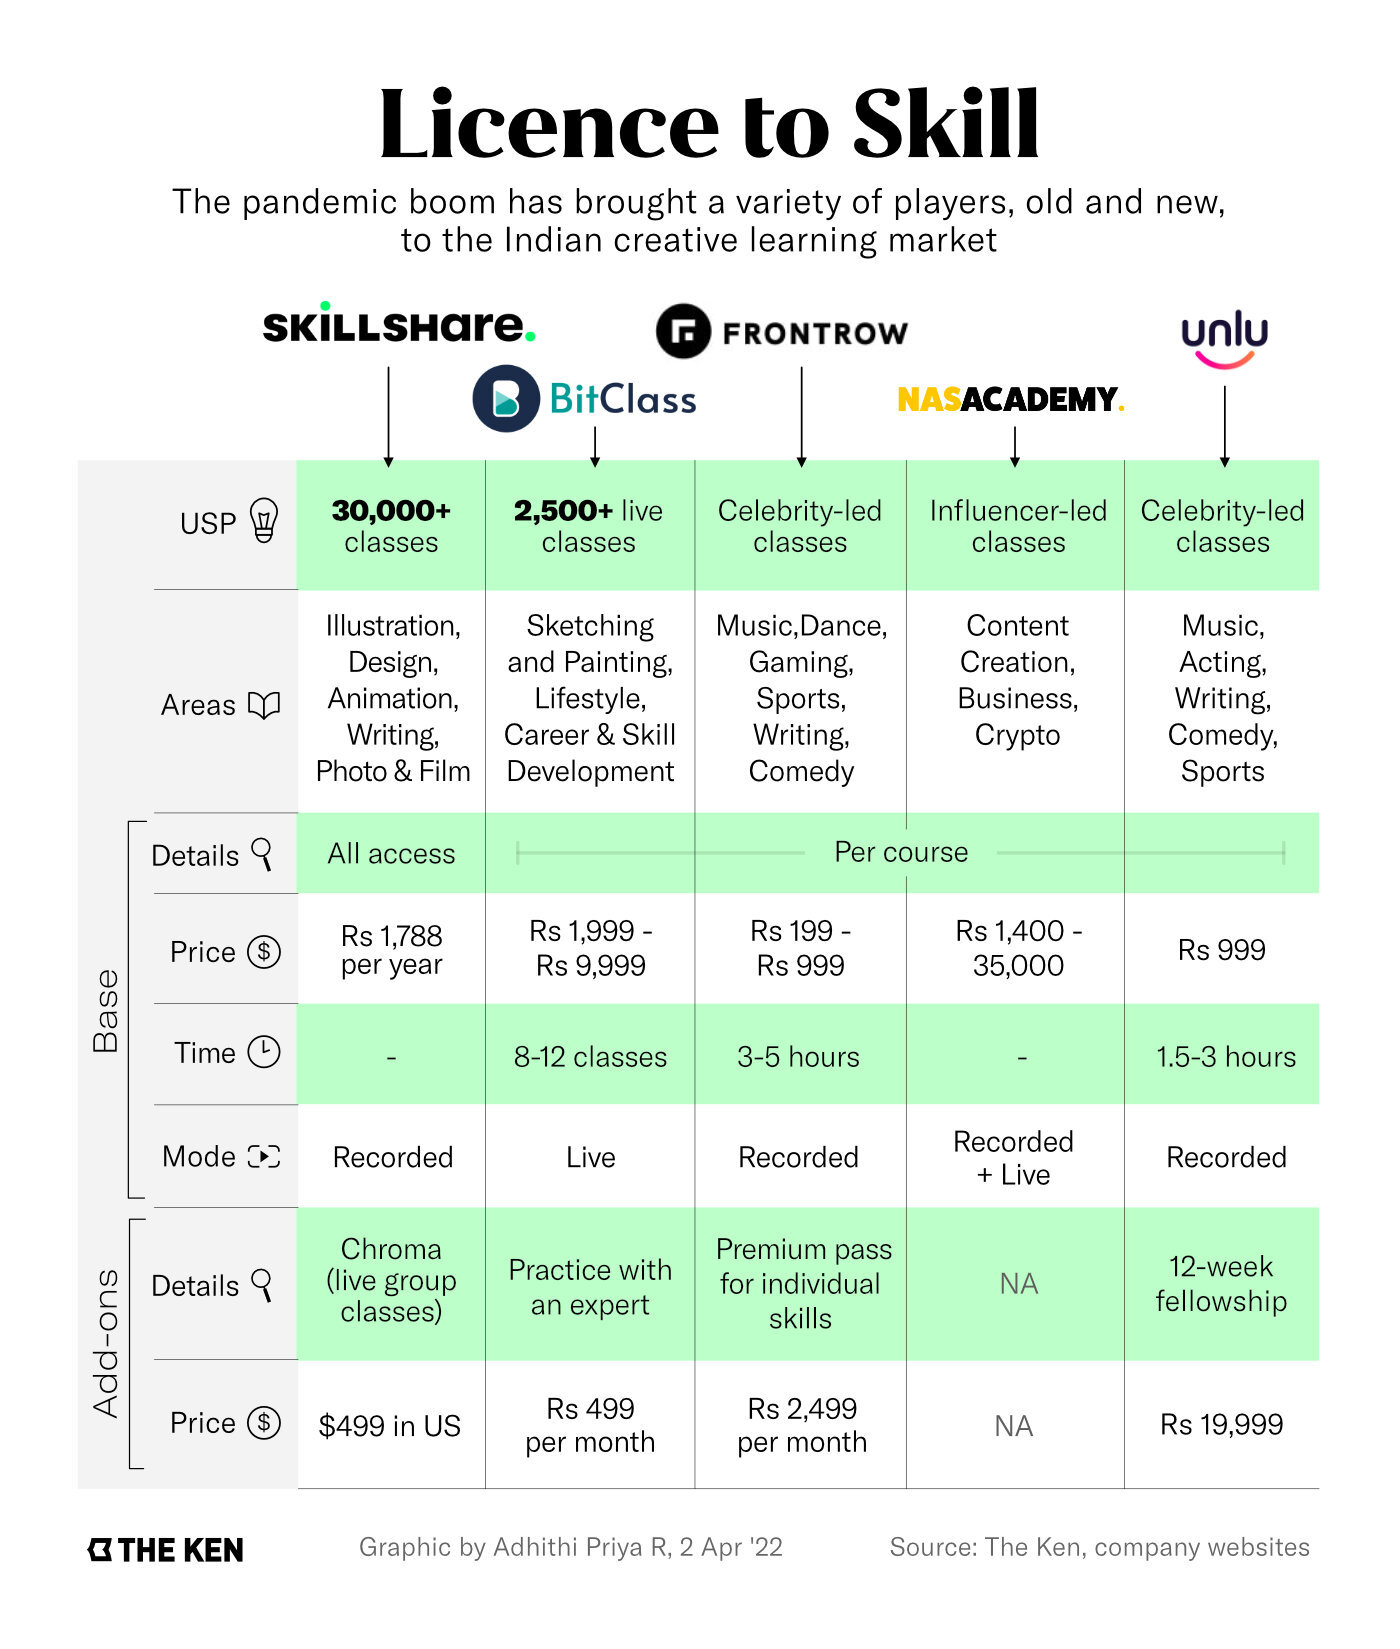 Licence to Skill
The pandemic boom has brought a variety of players, old and new,
to the Indian creative learning market
SKILLSHARE.
BitClass
FRONTROW
NASACADEMY.
unlu
USP
30,000+
classes
2,500+ live
classes
Celebrity-led
classes
Influencer-led
classes
Celebrity-led
classes
Areas
Illustration,
Design,
Animation,
Writing,
Photo & Film
Sketching
and Painting,
Lifestyle,
Career & Skill
Development
Music,Dance,
Gaming,
Sports,
Writing,
Comedy
Content
Creation,
Business,
Crypto
Music,
Acting,
Writing,
Comedy,
Sports
Base
Details
All access
Per course
Price
Rs 1,788
per year
Rs 1,999 -
Rs 9,999
Rs 199 -
Rs 999
Rs 1,400 -
35,000
Rs 999
Time
-
8-12 classes
3-5 hours
-
1.5-3 hours
Mode
Recorded
Live
Recorded
Recorded
+ Live
Recorded
Add-ons
Details
Chroma
(live group
classes)
Practice with
an expert
Premium pass
for individual
skills
NA
12-week
fellowship
Price
$499 in US
Rs 499
per month
Rs 2,499
per month
NA
Rs 19,999
THE KEN
Graphic by Adhithi Priya R, 2 Apr '22
Source: The Ken, company websites